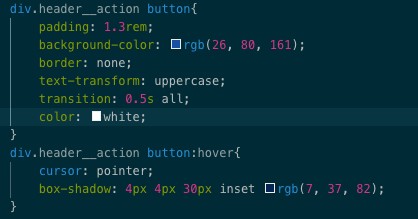 div.header__action button{
    padding: 1.3rem;
    background-color: rgb(26, 80, 161);
    border: none;
    text-transform: uppercase;
    transition: 0.5s all;
    color: white;
}
div.header__action button:hover{
    cursor: pointer;
    box-shadow: 4px 4px 30px inset rgb(7, 37, 82);
}